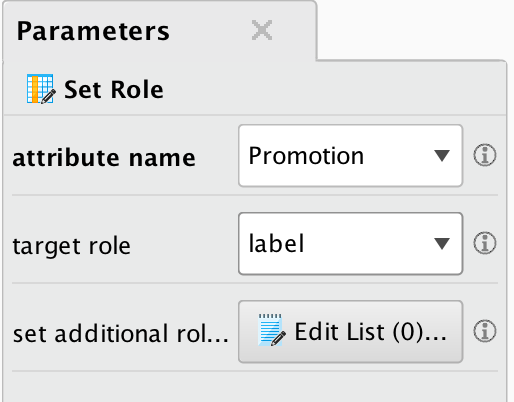 Parameters
Set Role
attribute name Promotion
target role label
set additional rol... Edit List (0)...